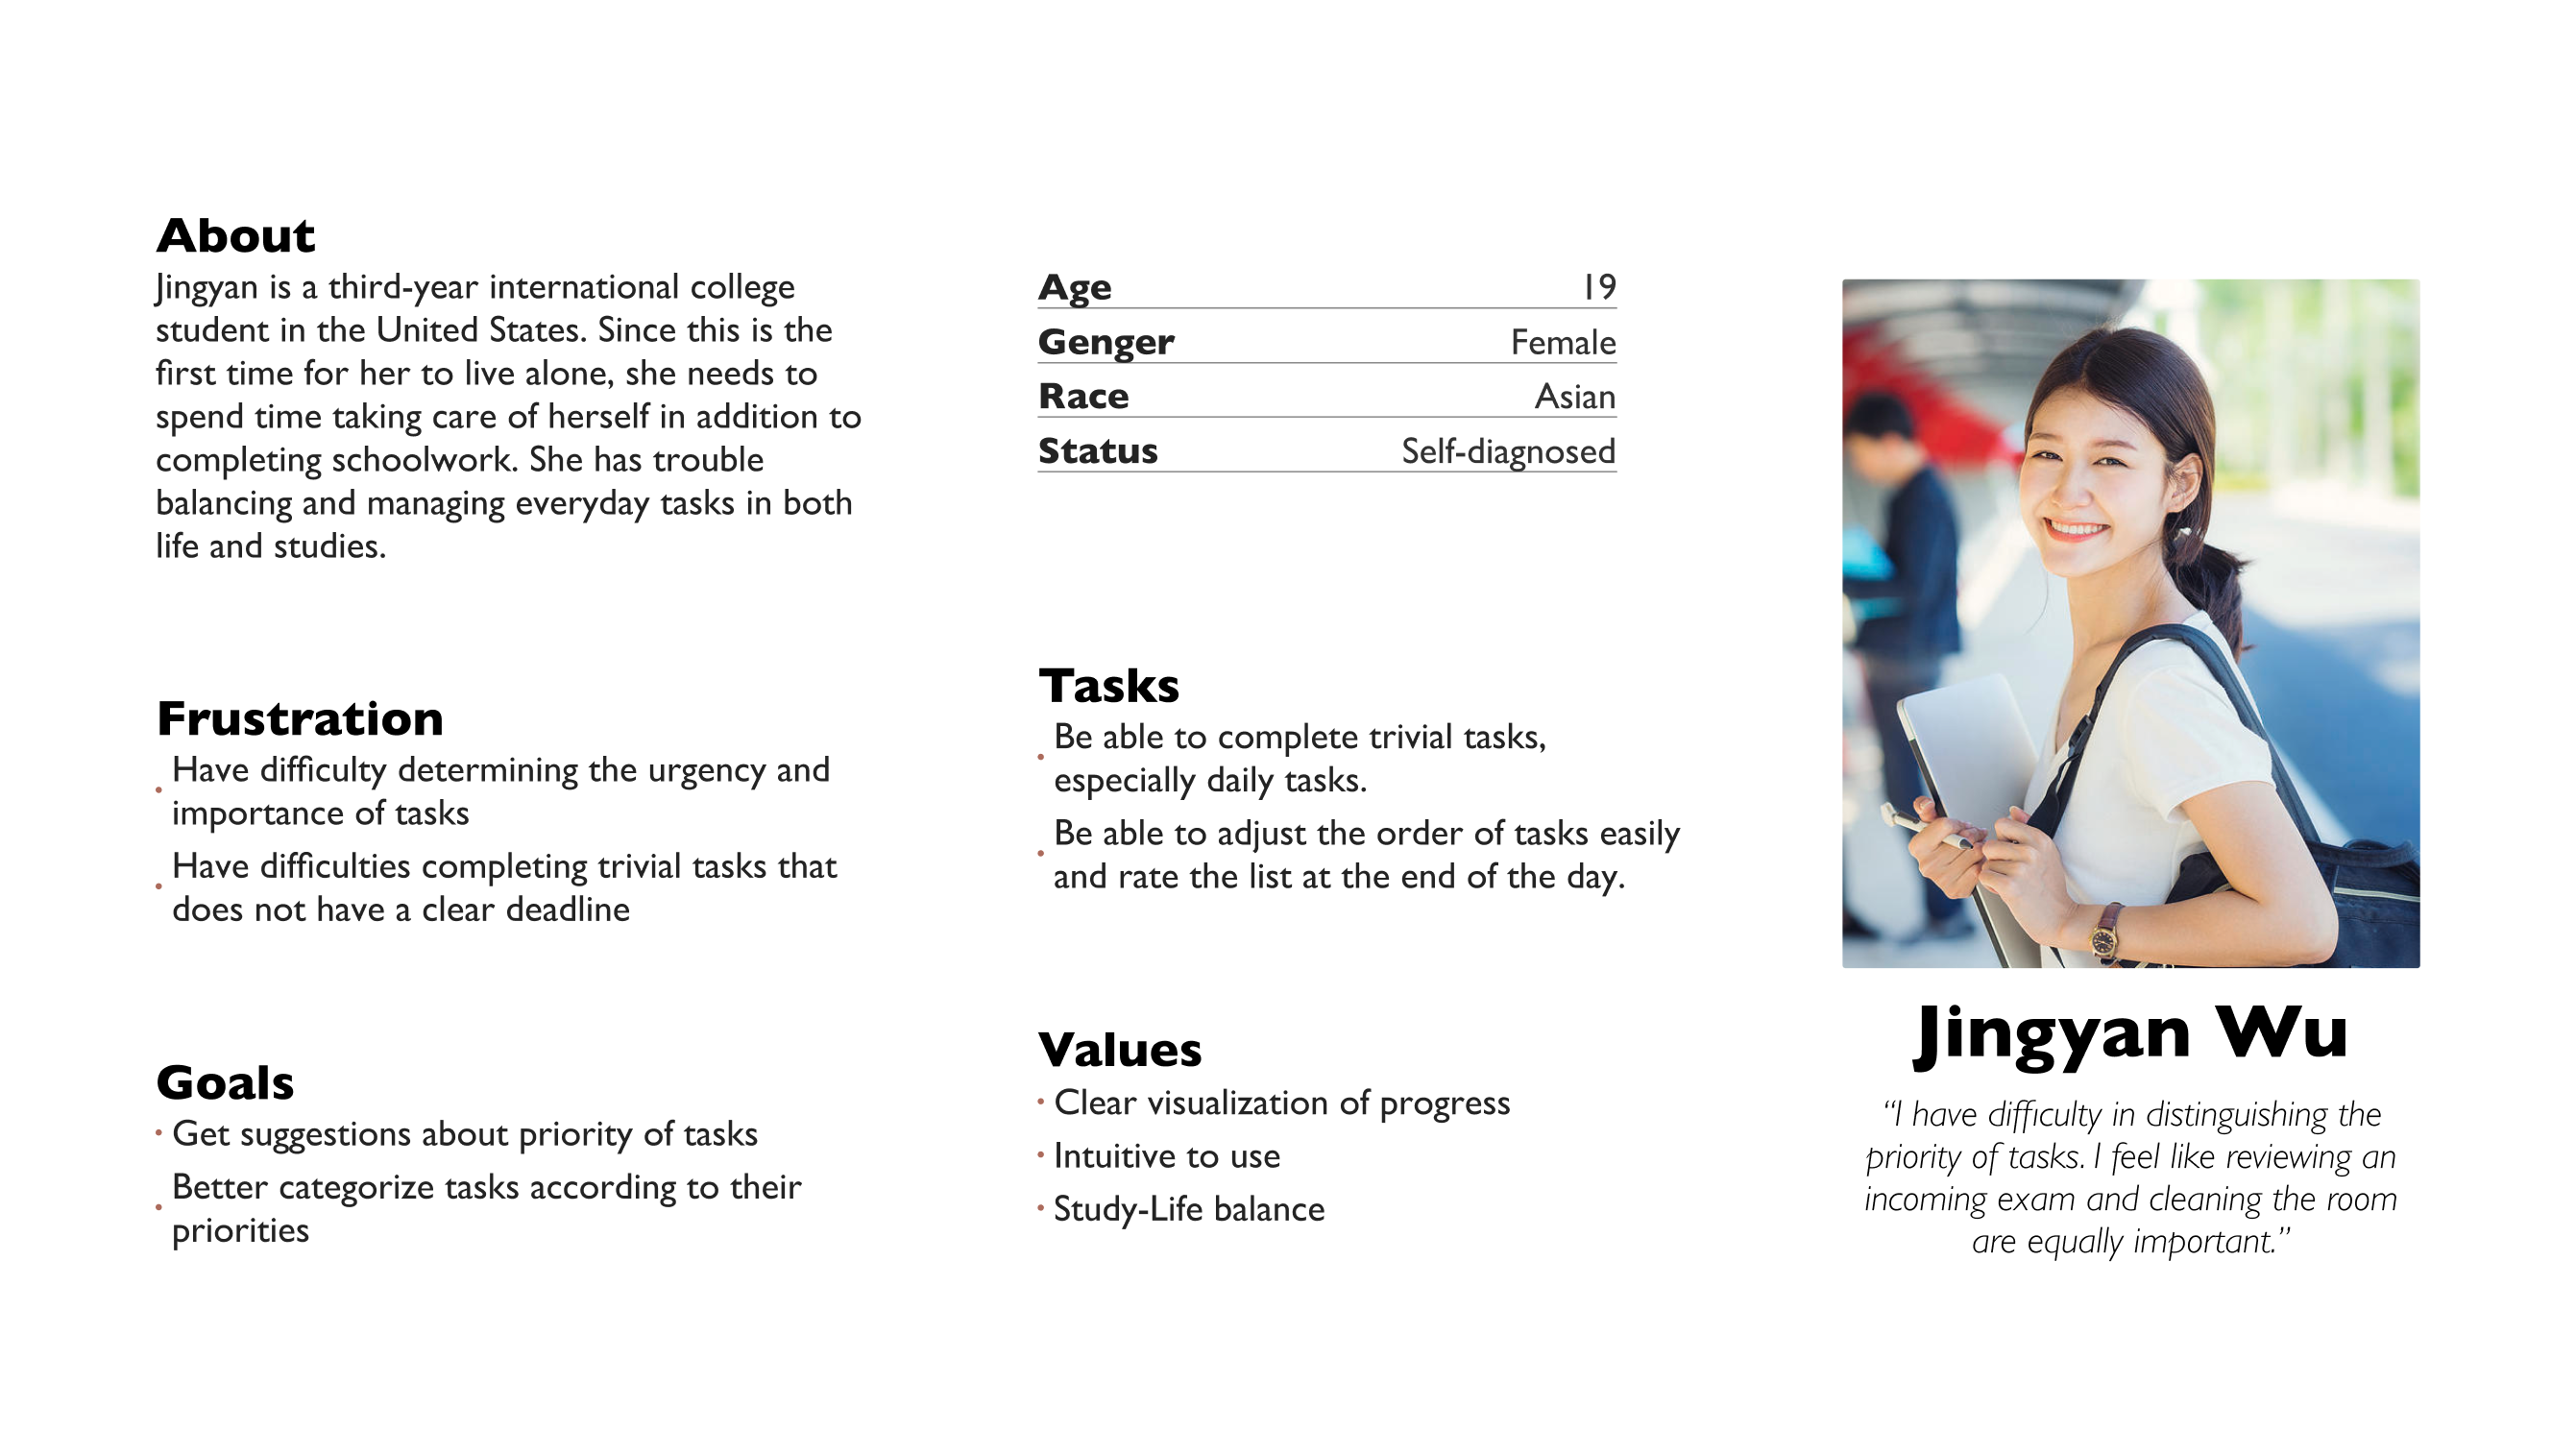 About
Jingyan is a third-year international college
student in the United States. Since this is the
first time for her to live alone, she needs to
spend time taking care of herself in addition to
completing schoolwork. She has trouble
balancing and managing everyday tasks in both
life and studies.
Frustration
• Have difficulty determining the urgency and
importance of tasks
• Have difficulties completing trivial tasks that
does not have a clear deadline
Goals
• Get suggestions about priority of tasks
• Better categorize tasks according to their
priorities
Age 19
Genger Female
Race Asian
Status Self-diagnosed
Tasks
• Be able to complete trivial tasks,
especially daily tasks.
• Be able to adjust the order of tasks easily
and rate the list at the end of the day.
Values
• Clear visualization of progress
• Intuitive to use
• Study-Life balance
Jingyan Wu
“I have difficulty in distinguishing the
priority of tasks. I feel like reviewing an
incoming exam and cleaning the room
are equally important.”